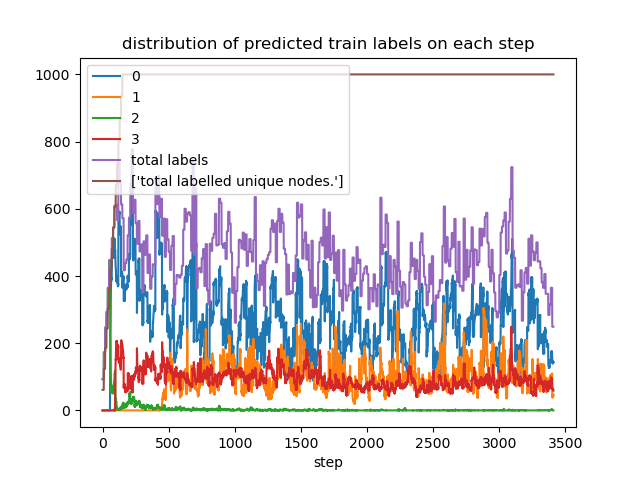 distribution of predicted train labels on each step
0
1
2
3
total labels
['total labelled unique nodes.']
1000
800
600
400
200
0
0 500 1000 1500 2000 2500 3000 3500
step